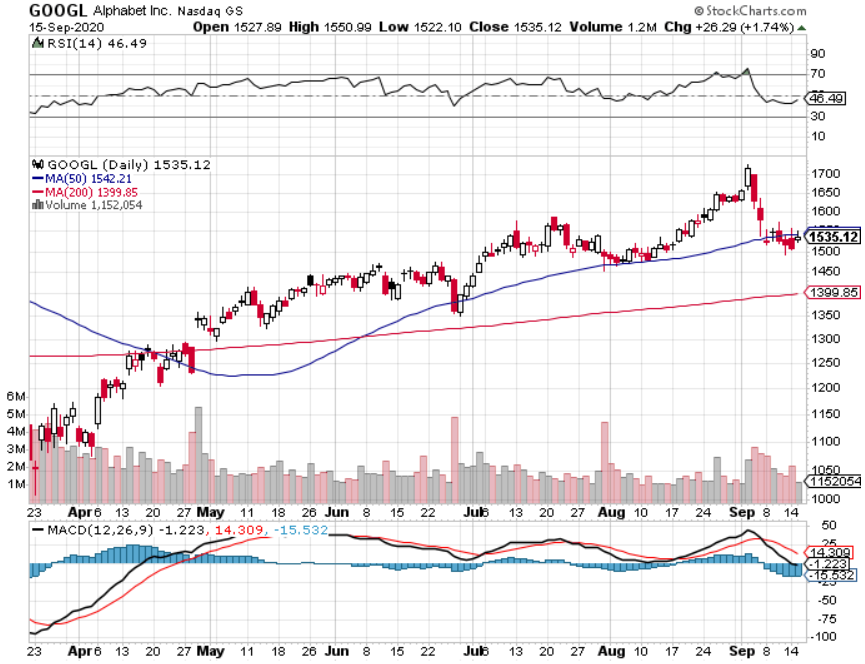 GOOGL Alphabet Inc. Nasdaq GS © StockCharts.com
15-Sep-2020 Open 1527.89 High 1550.99 Low 1522.10 Close 1535.12 Volume 1.2M Chg +26.29 (+1.74%)
RSI(14) 46.49
90
70
46.49
30
10
GOOGL (Daily) 1535.12
MA(50) 1542.21
MA(200) 1399.85
Volume 1,152,054
1700
1650
1600
1535.12
1500
1450
1399.85
1350
1300
1250
1200
1150
1100
1050
1000
6M
5M
4M
3M
2M
1M
1152054
23 Apr 6 13 20 27 May 11 18 26 Jun 8 15 22 Jul 6 13 20 27 Aug 10 17 24 Sep 8 14
MACD(12,26,9) -1.223, 14.309, -15.532
50
25
14.309
-1.223
-15.532
-25
-50
-75
-100
23 Apr 6 13 20 27 May 11 18 26 Jun 8 15 22 Jul 6 13 20 27 Aug 10 17 24 Sep 8 14